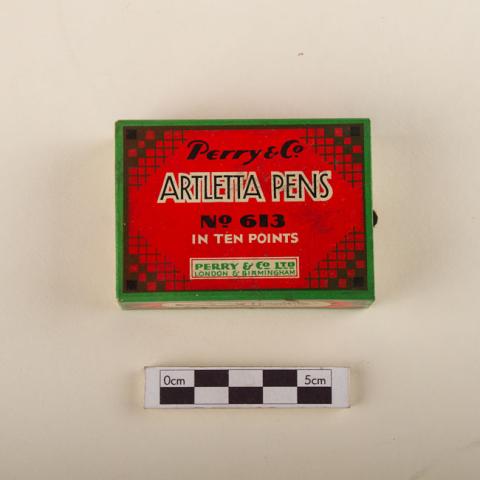 Perry & Co
ARTLETTA PENS
No 613
IN TEN POINTS
PERRY & Co LTD
LONDON & BIRMINGHAM
0cm 5cm